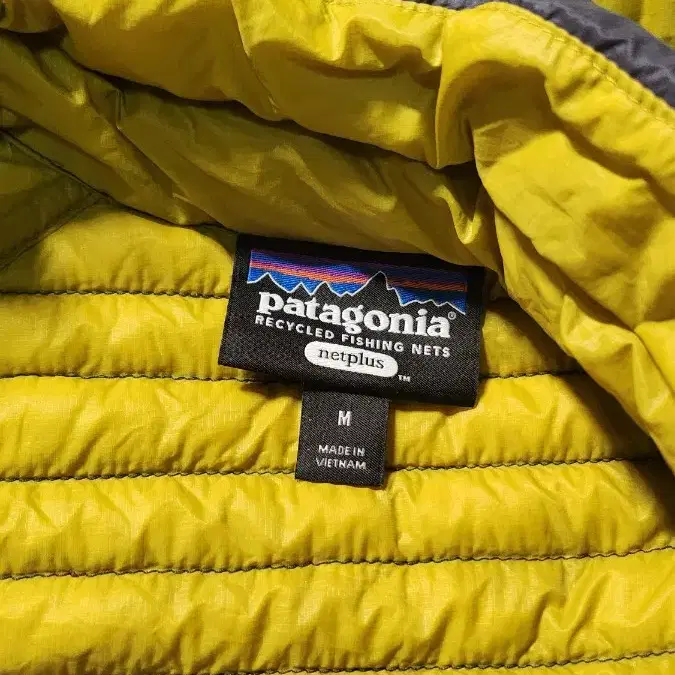 patagonia®
RECYCLED FISHING NETS
netplus
™
M
MADE IN
VIETNAM